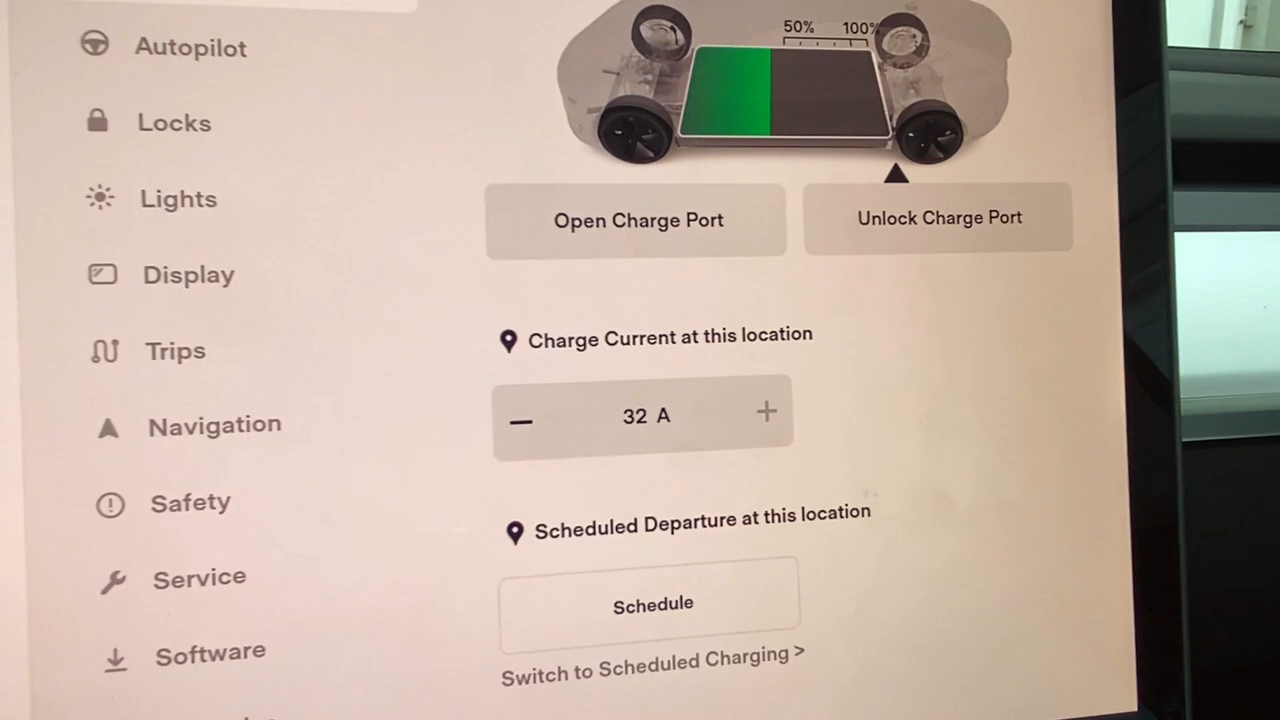 Autopilot
Locks
Lights
Display
Trips
Navigation
Safety
Service
Software
50% 100%
Open Charge Port
Unlock Charge Port
Charge Current at this location
32 A
Scheduled Departure at this location
Schedule
Switch to Scheduled Charging >